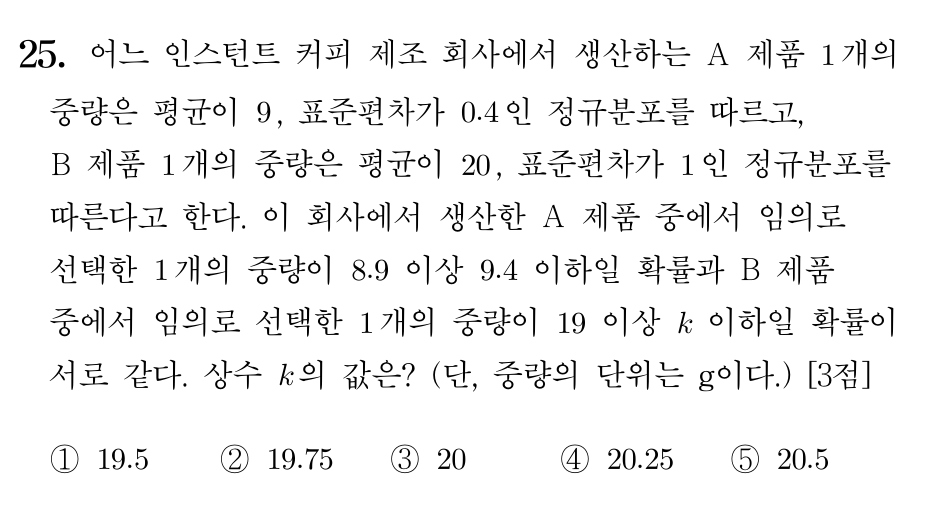 25. 어느 인스턴트 커피 제조 회사에서 생산하는 A 제품 1개의
중량은 평균이 9, 표준편차가 0.4인 정규분포를 따르고,
B 제품 1개의 중량은 평균이 20, 표준편차가 1인 정규분포를
따른다고 한다. 이 회사에서 생산한 A 제품 중에서 임의로
선택한 1개의 중량이 8.9 이상 9.4 이하일 확률과 B 제품
중에서 임의로 선택한 1개의 중량이 19 이상 k 이하일 확률이
서로 같다. 상수 k의 값은? (단, 중량의 단위는 g이다.) [3점]
① 19.5 ② 19.75 ③ 20 ④ 20.25 ⑤ 20.5